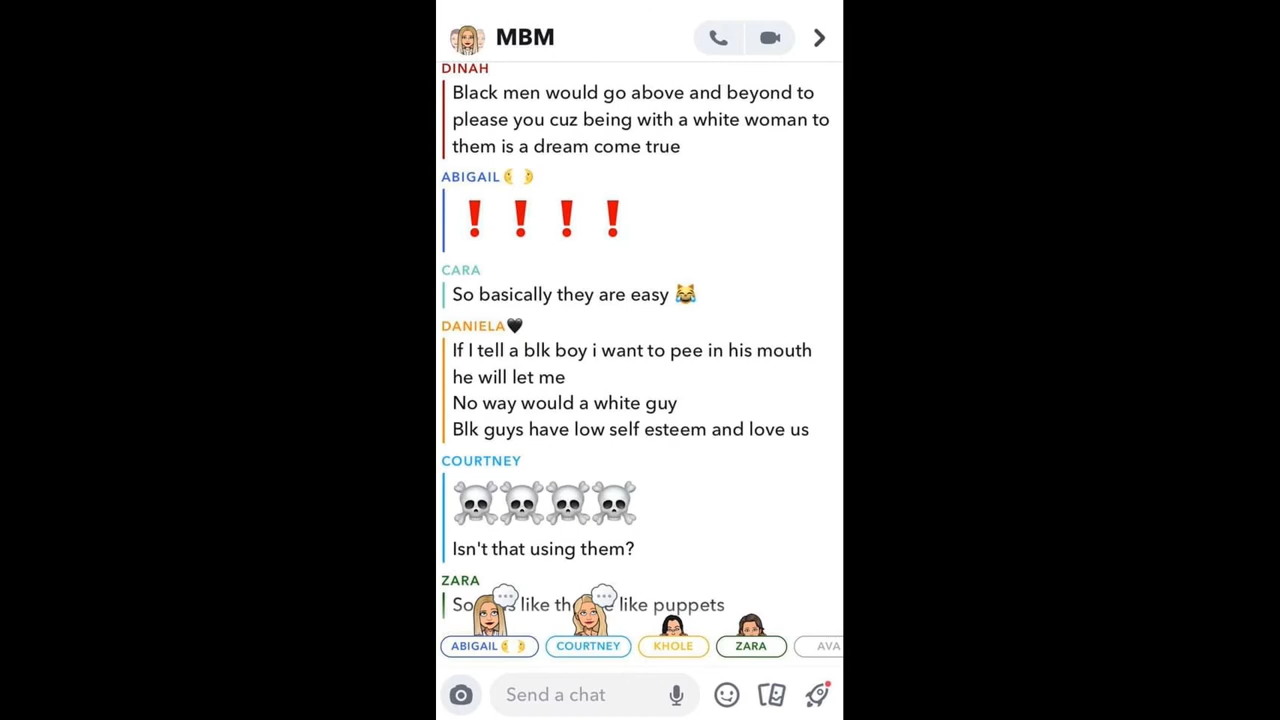 MBM
DINAH
Black men would go above and beyond to
please you cuz being with a white woman to
them is a dream come true
ABIGAIL🌜🌛
❗❗❗❗
CARA
So basically they are easy 😹
DANIELA🖤
If I tell a blk boy i want to pee in his mouth
he will let me
No way would a white guy
Blk guys have low self esteem and love us
COURTNEY
☠️☠️☠️☠️
Isn't that using them?
ZARA
So like like puppets
ABIGAIL🌜🌛 COURTNEY KHOLE ZARA AVA
Send a chat